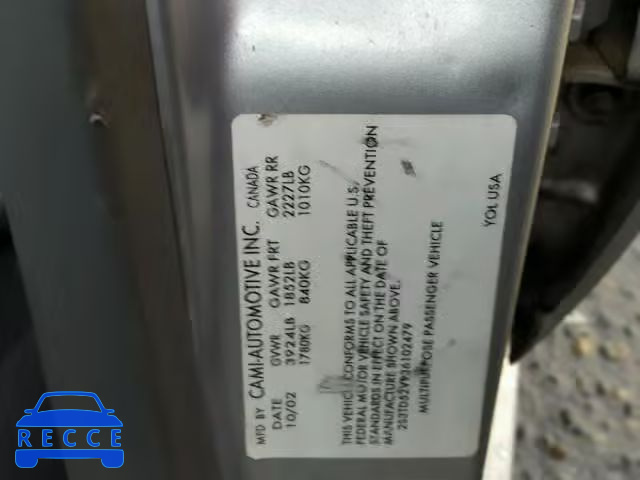 MFD BY CAMI-AUTOMOTIVE INC. CANADA
DATE GVWR GAWR FRT GAWR RR
10/02 3924LB 1852LB 2227LB
1780KG 840KG 1010KG
THIS VEHICLE CONFORMS TO ALL APPLICABLE U.S.
FEDERAL MOTOR VEHICLE SAFETY AND THEFT PREVENTION
STANDARDS IN EFFECT ON THE DATE OF
MANUFACTURE SHOWN ABOVE.
2S3TD52V936102479
MULTIPURPOSE PASSENGER VEHICLE
YOL USA
RECCE